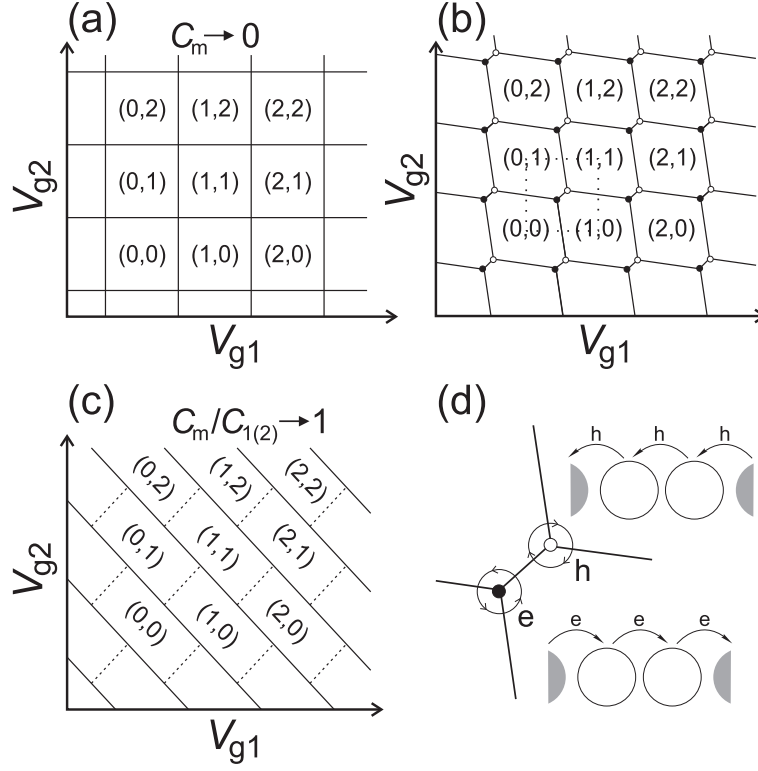 (a)
Cm→0
(0,2) (1,2) (2,2)
(0,1) (1,1) (2,1)
(0,0) (1,0) (2,0)
Vg2
Vg1
(b)
(0,2) (1,2) (2,2)
(0,1) (1,1) (2,1)
(0,0) (1,0) (2,0)
Vg2
Vg1
(c)
Cm/C1(2)→1
(0,2) (1,2) (2,2)
(0,1) (1,1) (2,1)
(0,0) (1,0) (2,0)
Vg2
Vg1
(d)
h h h
h
e
e e e